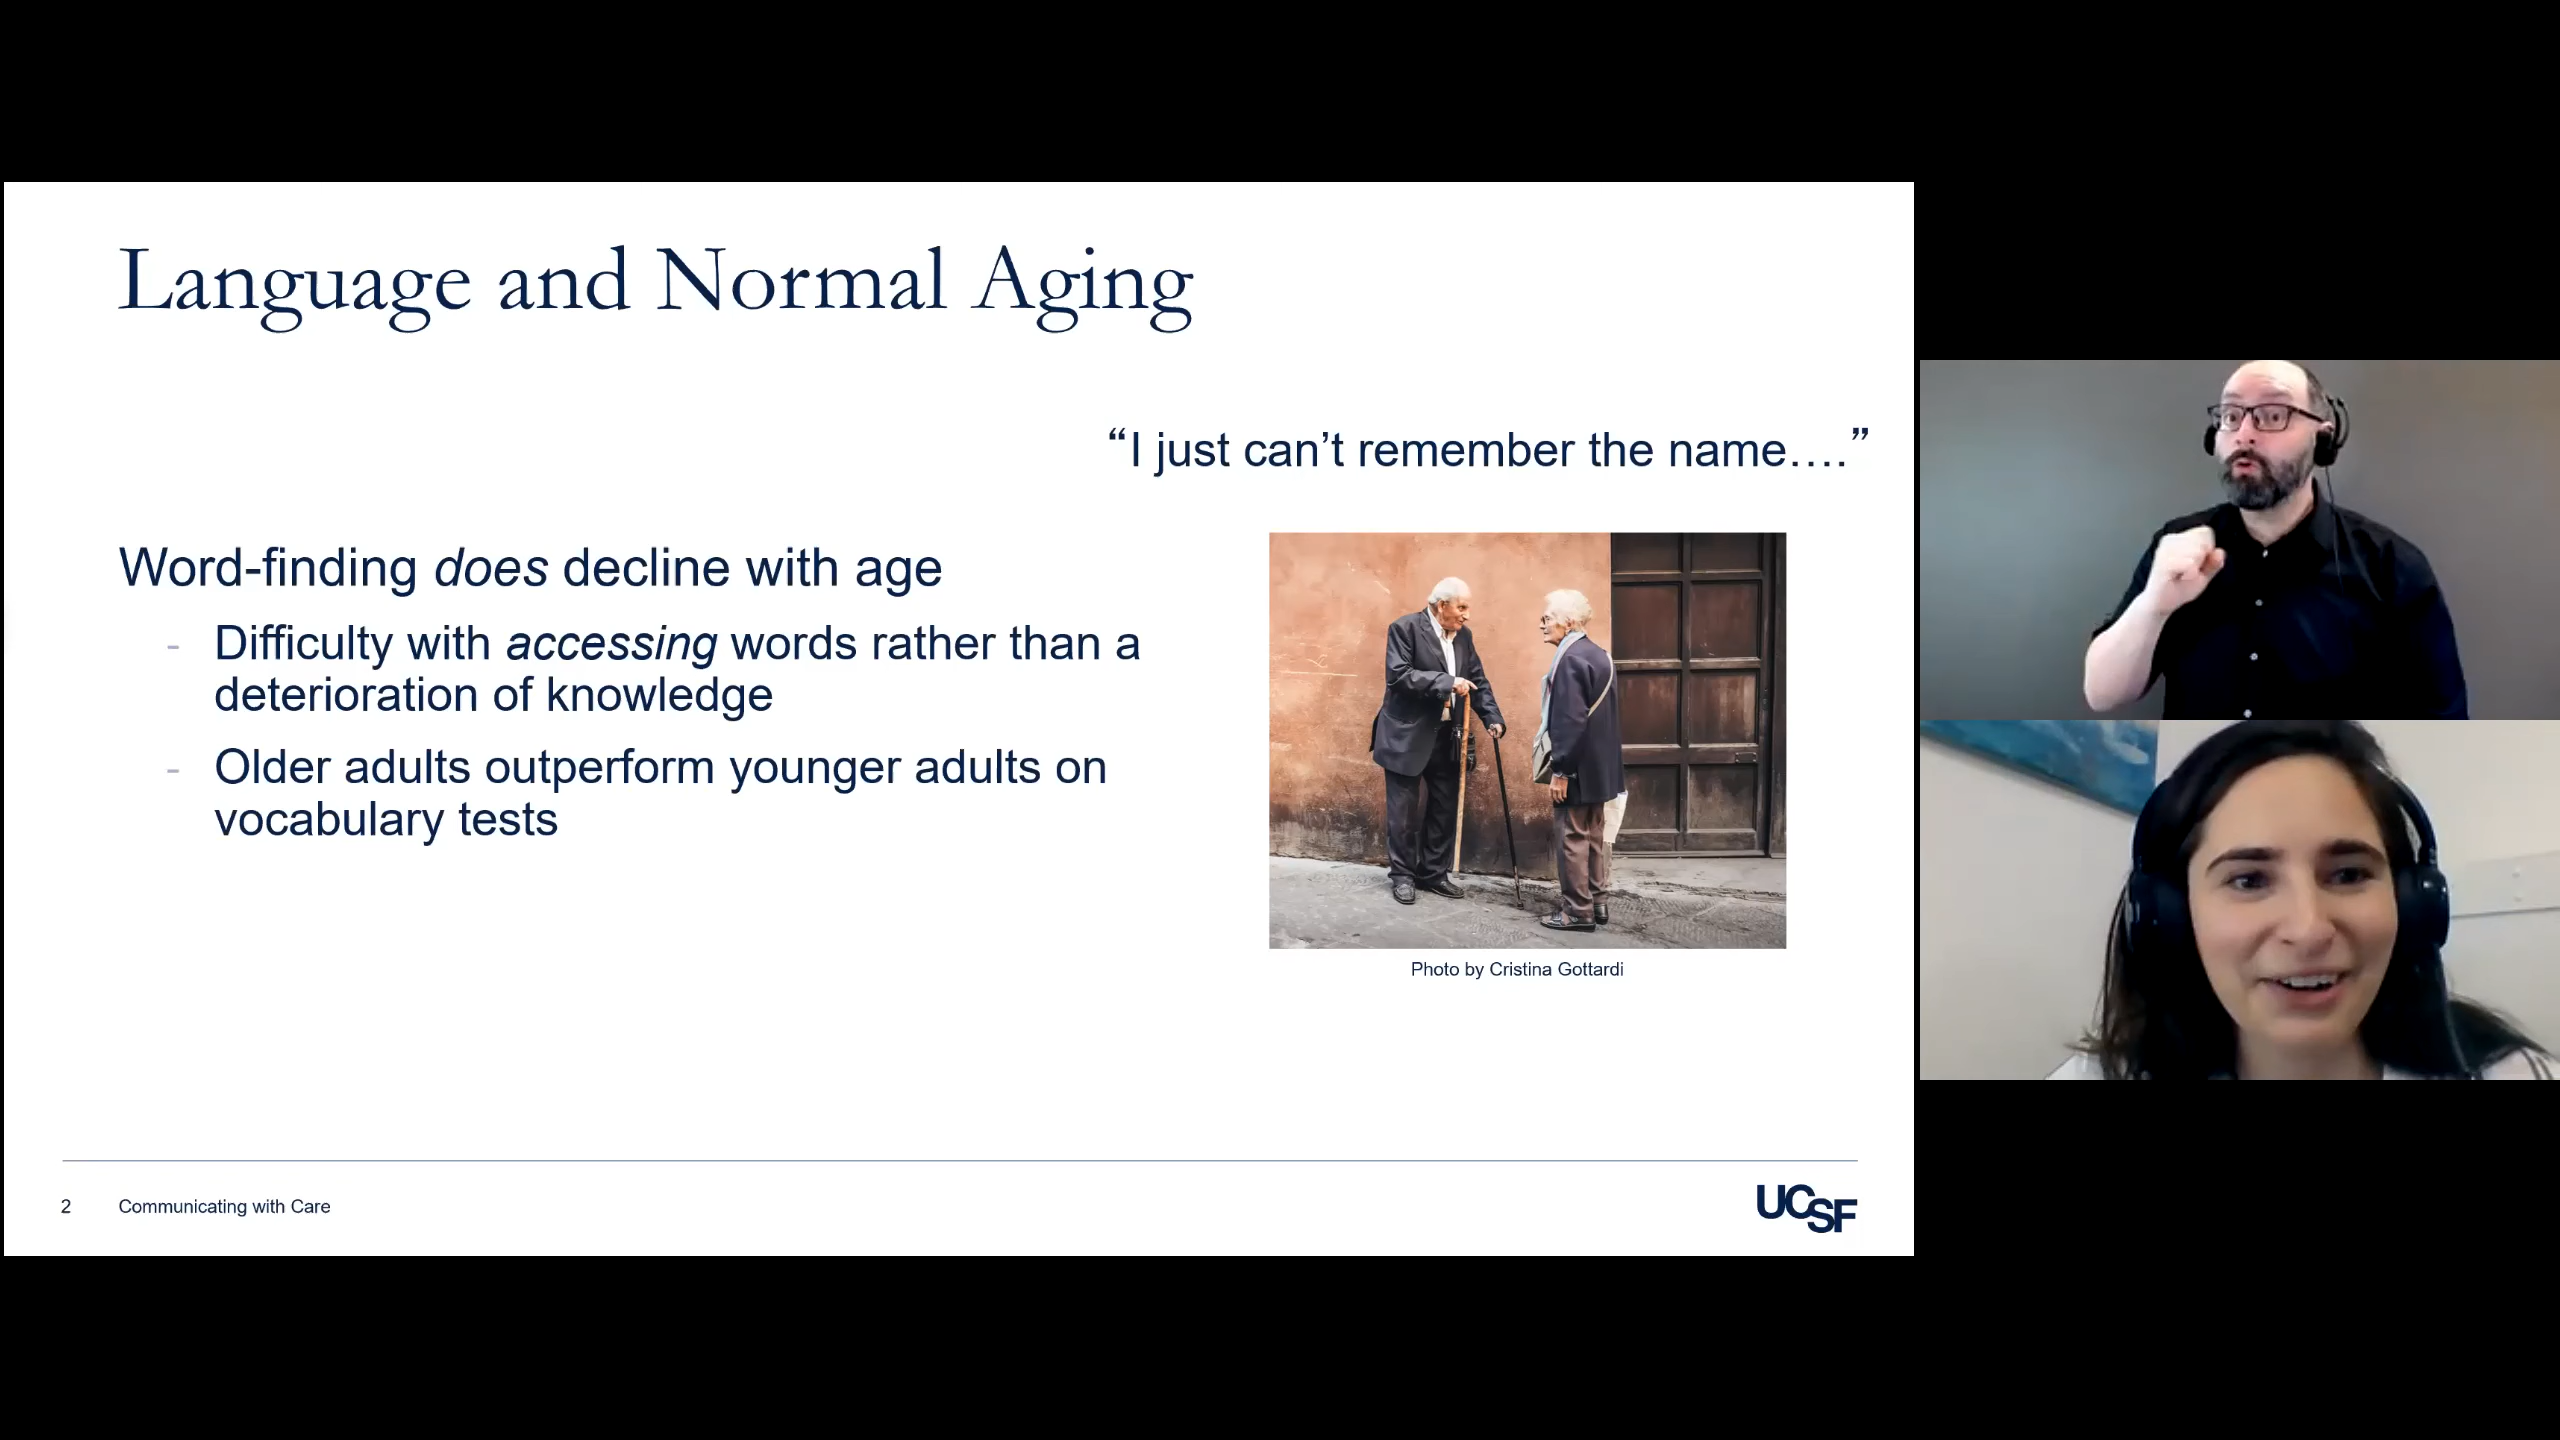 Language and Normal Aging
“I just can’t remember the name….”
Word-finding does decline with age
- Difficulty with accessing words rather than a
deterioration of knowledge
- Older adults outperform younger adults on
vocabulary tests
Photo by Cristina Gottardi
2 Communicating with Care
UCSF